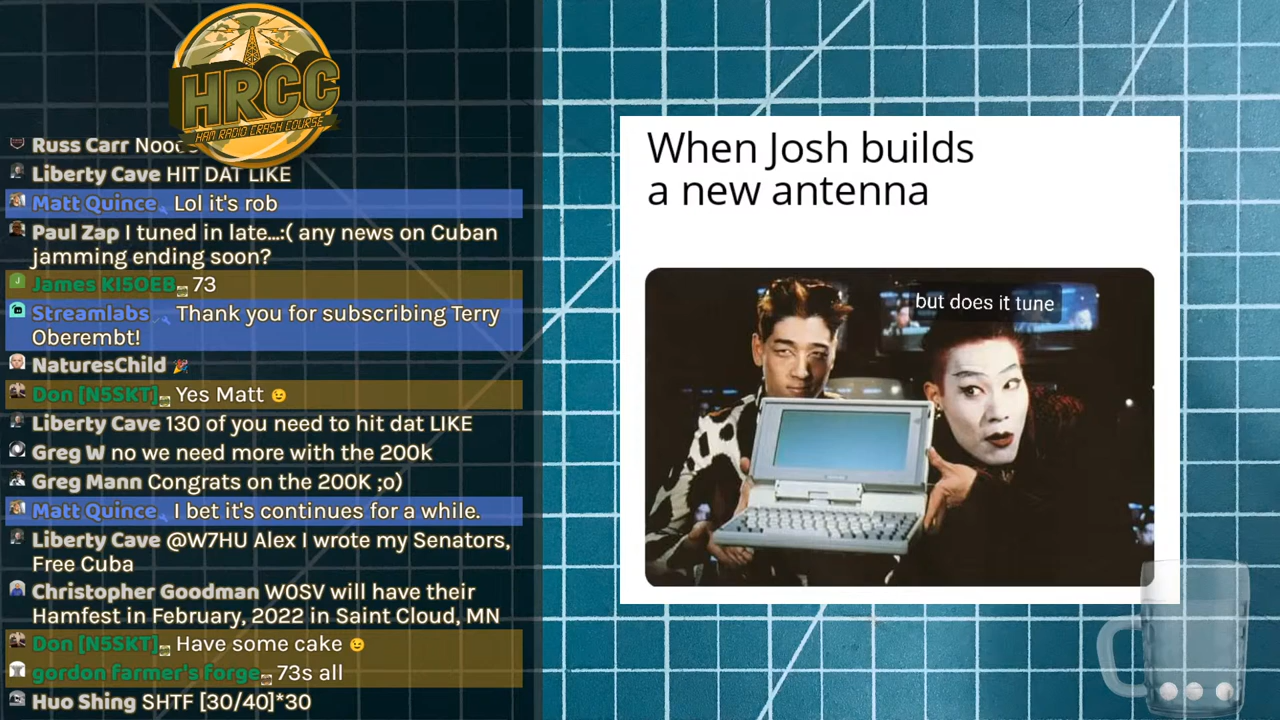 HRCC
HAM RADIO CRASH COURSE
Russ Carr
Liberty Cave HIT DAT LIKE
Matt Quince Lol it's rob
Paul Zap I tuned in late...:( any news on Cuban
jamming ending soon?
James KI5OEB 73
Streamlabs Thank you for subscribing Terry
Oberembt!
NaturesChild 🎉
Don [N5SKT] Yes Matt 😉
Liberty Cave 130 of you need to hit dat LIKE
Greg W no we need more with the 200k
Greg Mann Congrats on the 200K ;o)
Matt Quince I bet it's continues for a while.
Liberty Cave @W7HU Alex I wrote my Senators,
Free Cuba
Christopher Goodman W0SV will have their
Hamfest in February, 2022 in Saint Cloud, MN
Don [N5SKT] Have some cake 😉
gordon farmer's forge 73s all
Huo Shing SHTF [30/40]*30
When Josh builds
a new antenna
but does it tune